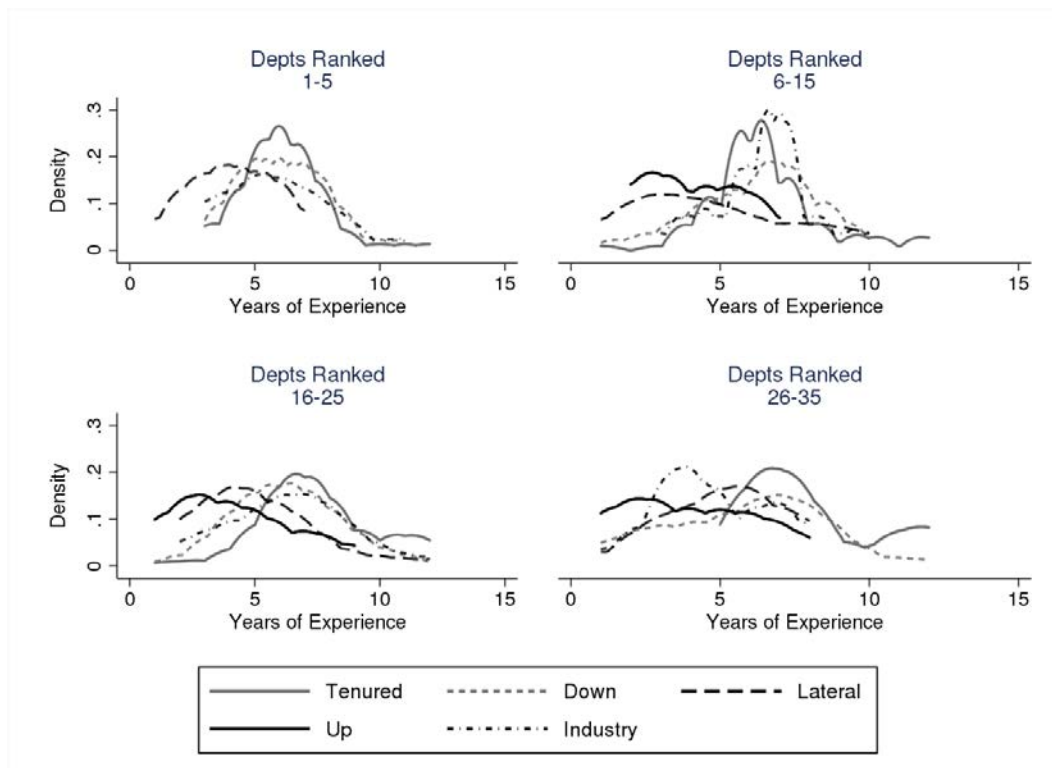 Depts Ranked
1-5
Density
.3
.2
.1
0
0 5 10 15
Years of Experience
Depts Ranked
6-15
0 5 10 15
Years of Experience
Depts Ranked
16-25
Density
.3
.2
.1
0
0 5 10 15
Years of Experience
Depts Ranked
26-35
0 5 10 15
Years of Experience
Tenured Down Lateral
Up Industry